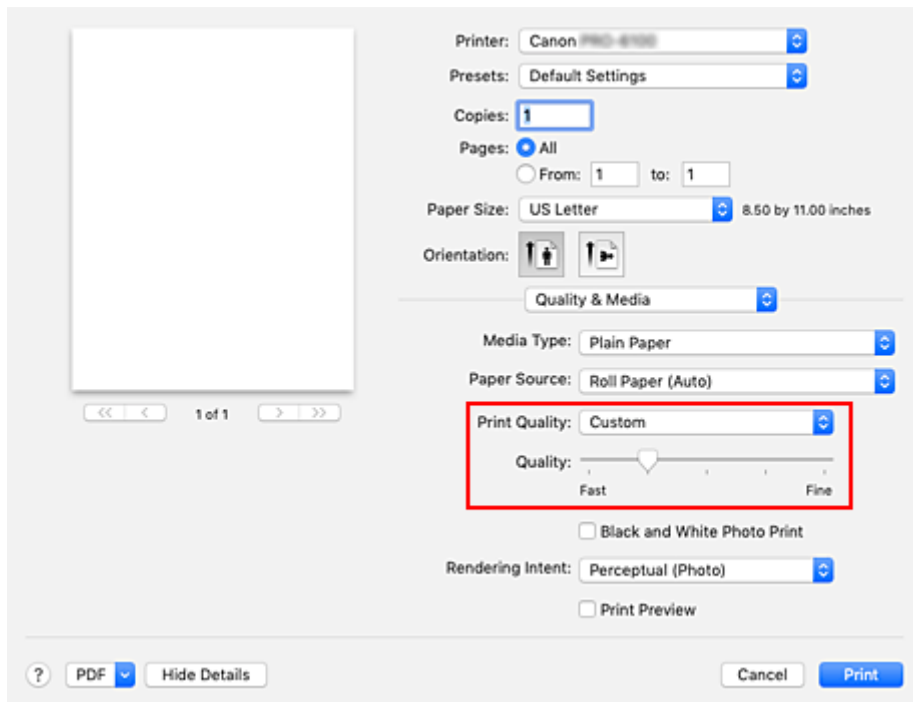 Printer: Canon
Presets: Default Settings
Copies: 1
Pages: All
From: 1 to: 1
Paper Size: US Letter 8.50 by 11.00 inches
Orientation:
Quality & Media
Media Type: Plain Paper
Paper Source: Roll Paper (Auto)
1 of 1
Print Quality: Custom
Quality:
Fast Fine
Black and White Photo Print
Rendering Intent: Perceptual (Photo)
Print Preview
? PDF Hide Details Cancel Print